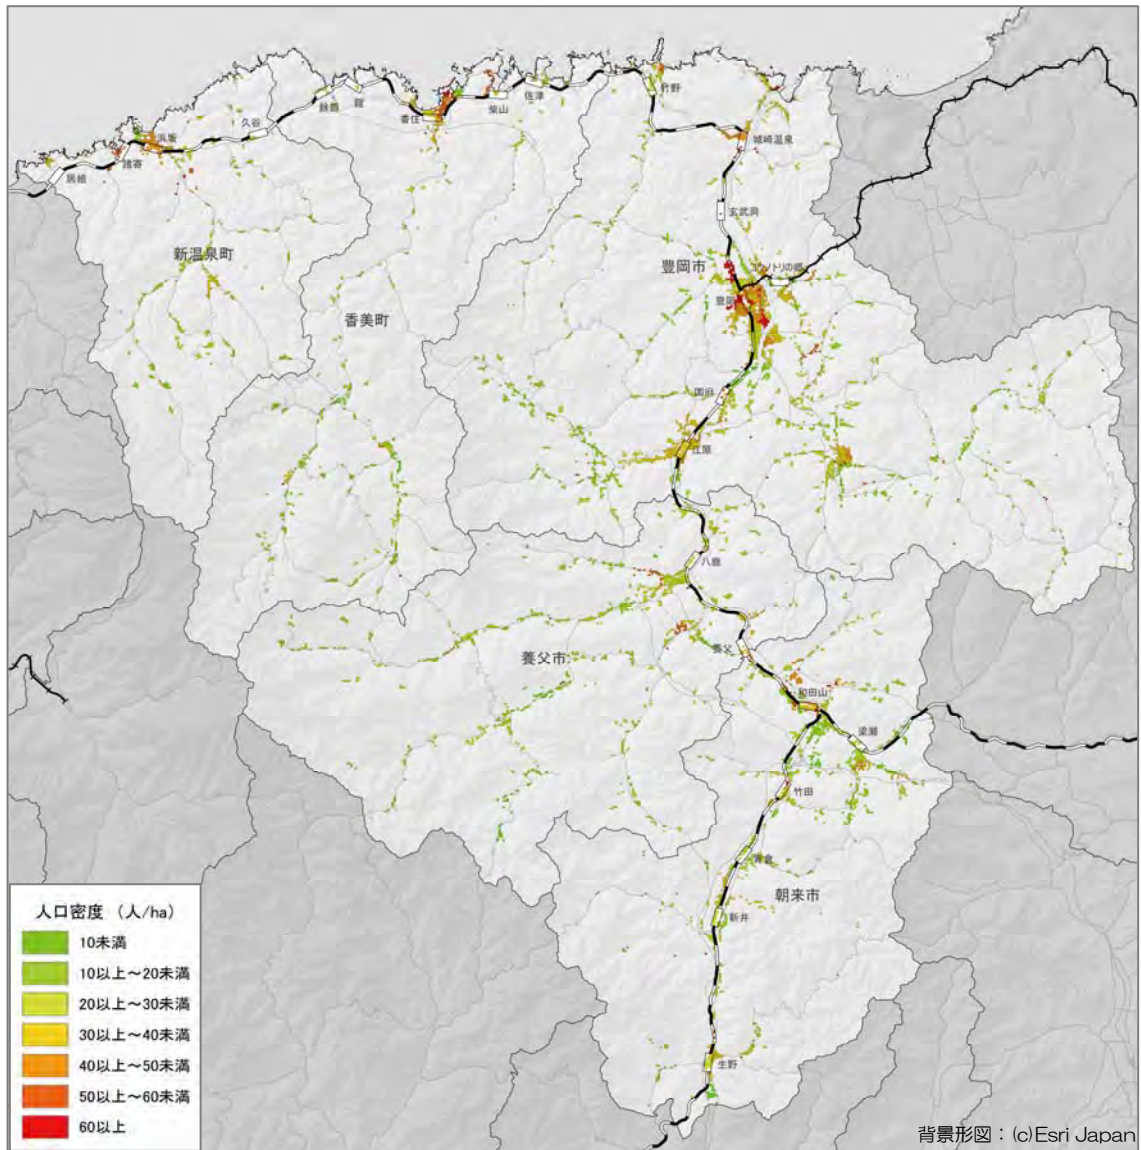 餘部
鎧
香住
柴山
佐津
竹野
城崎温泉
久谷
浜坂
諸寄
居組
玄武洞
新温泉町
豊岡市
コウノトリの郷
豊岡
香美町
国府
江原
八鹿
養父市
養父
和田山
梁瀬
竹田
青倉
朝来市
新井
生野
人口密度 (人/ha)
10未満
10以上~20未満
20以上~30未満
30以上~40未満
40以上~50未満
50以上~60未満
60以上
背景形図:(c)Esri Japan